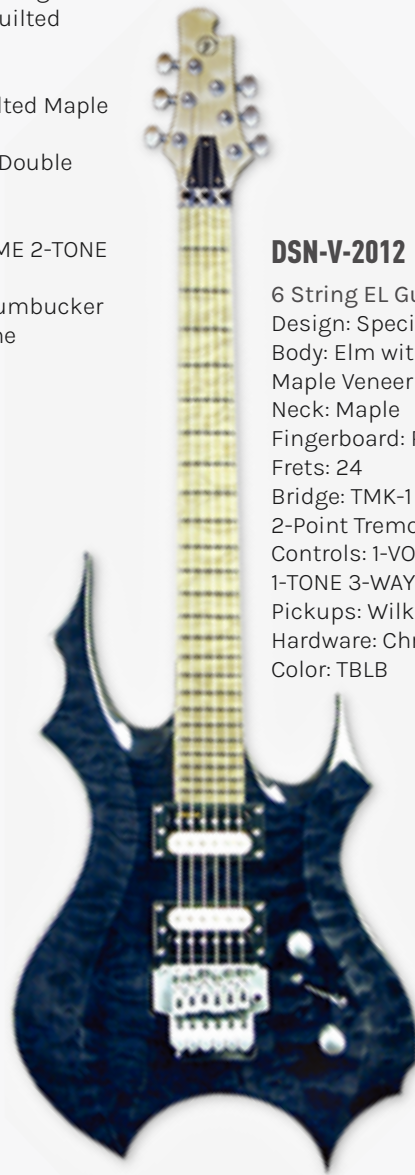 uilted
lted Maple
Double
ME 2-TONE
umbucker
ne
DSN-V-2012
6 String EL Gu
Design: Speci
Body: Elm wit
Maple Veneer
Neck: Maple
Fingerboard:
Frets: 24
Bridge: TMK-1
2-Point Tremo
Controls: 1-VO
1-TONE 3-WAY
Pickups: Wilk
Hardware: Chr
Color: TBLB